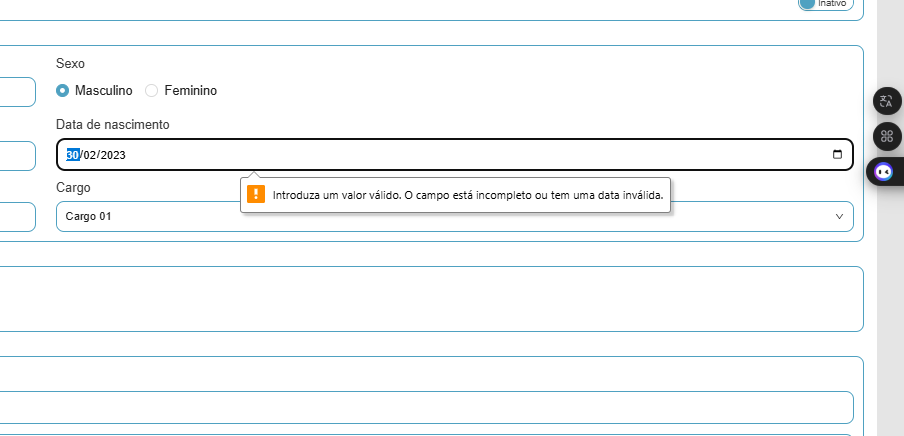 Inativo
Sexo
Masculino Feminino
Data de nascimento
30/02/2023
Introduza um valor válido. O campo está incompleto ou tem uma data inválida.
Cargo
Cargo 01